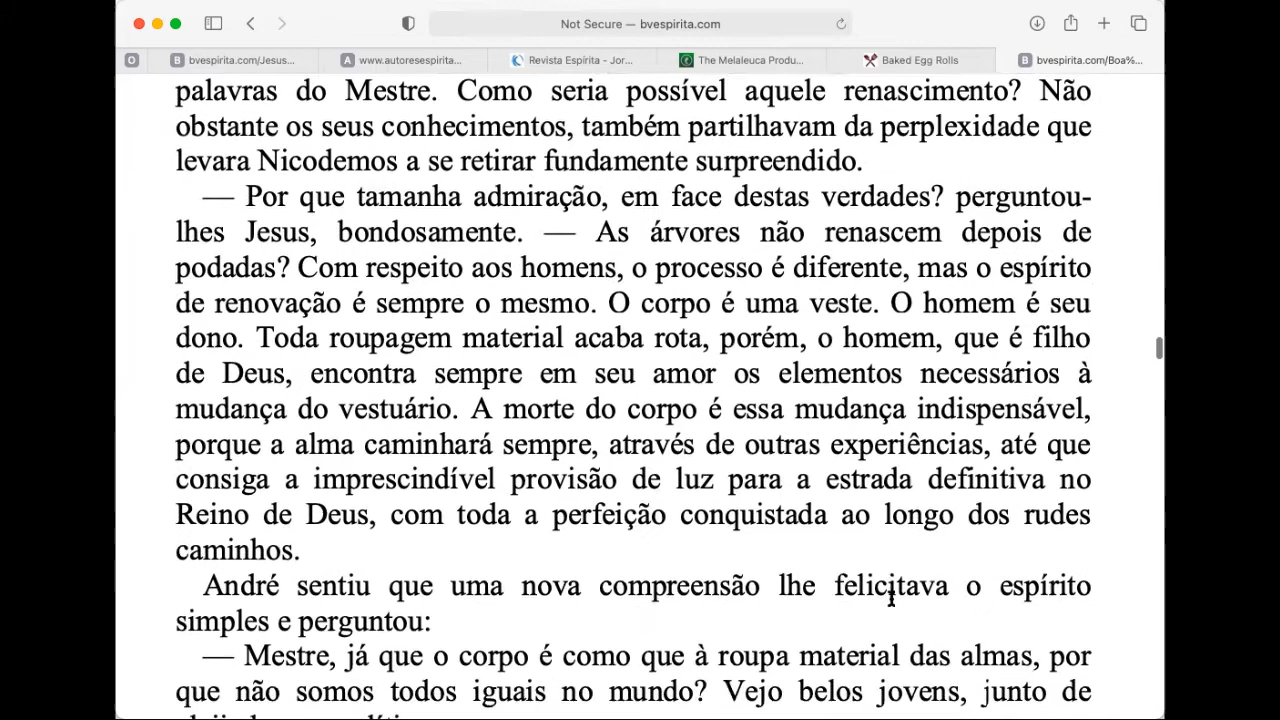 Not Secure — bvespirita.com
bvespirita.com/Jesus...
www.autoresespirita...
Revista Espírita - Jor...
The Melaleuca Produ...
Baked Egg Rolls
bvespirita.com/Boa%...
palavras do Mestre. Como seria possível aquele renascimento? Não
obstante os seus conhecimentos, também partilhavam da perplexidade que
levara Nicodemos a se retirar fundamente surpreendido.
— Por que tamanha admiração, em face destas verdades? perguntou-
lhes Jesus, bondosamente. — As árvores não renascem depois de
podadas? Com respeito aos homens, o processo é diferente, mas o espírito
de renovação é sempre o mesmo. O corpo é uma veste. O homem é seu
dono. Toda roupagem material acaba rota, porém, o homem, que é filho
de Deus, encontra sempre em seu amor os elementos necessários à
mudança do vestuário. A morte do corpo é essa mudança indispensável,
porque a alma caminhará sempre, através de outras experiências, até que
consiga a imprescindível provisão de luz para a estrada definitiva no
Reino de Deus, com toda a perfeição conquistada ao longo dos rudes
caminhos.
André sentiu que uma nova compreensão lhe felicitava o espírito
simples e perguntou:
— Mestre, já que o corpo é como que à roupa material das almas, por
que não somos todos iguais no mundo? Vejo belos jovens, junto de